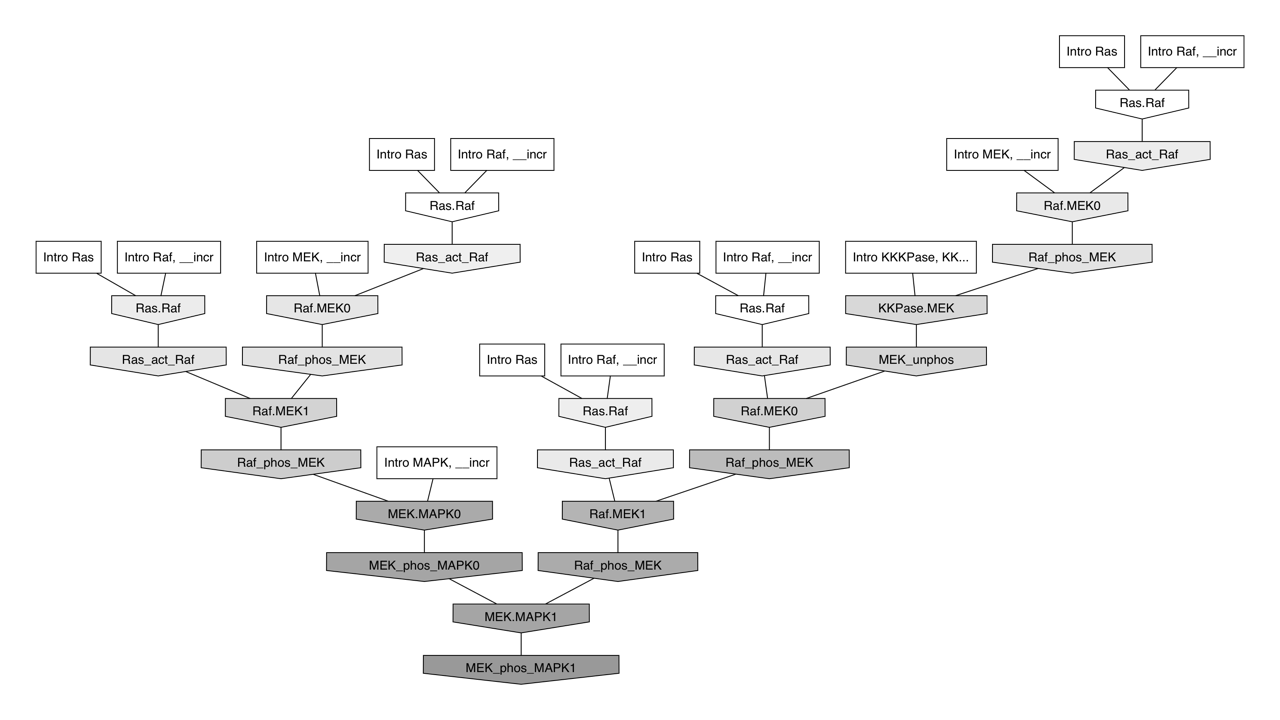 Intro Ras
Intro Raf, __incr
Ras.Raf
Intro Ras
Intro Raf, __incr
Intro MEK, __incr
Ras_act_Raf
Ras.Raf
Raf.MEK0
Intro Ras
Intro Raf, __incr
Intro MEK, __incr
Ras_act_Raf
Intro Ras
Intro Raf, __incr
Intro KKKPase, KK...
Raf_phos_MEK
Ras.Raf
Raf.MEK0
Ras.Raf
KKPase.MEK
Ras_act_Raf
Raf_phos_MEK
Intro Ras
Intro Raf, __incr
Ras_act_Raf
MEK_unphos
Raf.MEK1
Ras.Raf
Raf.MEK0
Raf_phos_MEK
Intro MAPK, __incr
Ras_act_Raf
Raf_phos_MEK
MEK.MAPK0
Raf.MEK1
MEK_phos_MAPK0
Raf_phos_MEK
MEK.MAPK1
MEK_phos_MAPK1